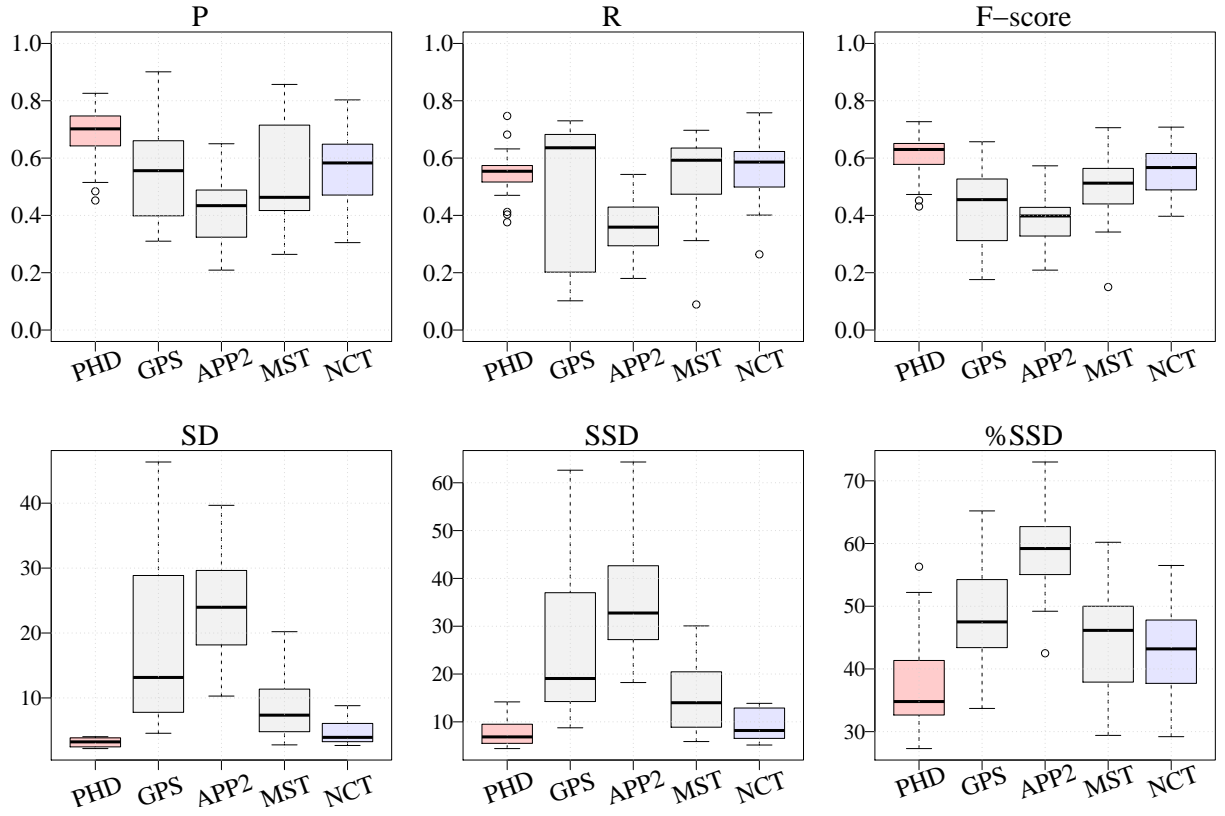 P
R
F−score
1.0
0.8
0.6
0.4
0.2
0.0
PHD
GPS
APP2
MST
NCT
1.0
0.8
0.6
0.4
0.2
0.0
PHD
GPS
APP2
MST
NCT
1.0
0.8
0.6
0.4
0.2
0.0
PHD
GPS
APP2
MST
NCT
SD
SSD
%SSD
40
30
20
10
PHD
GPS
APP2
MST
NCT
60
50
40
30
20
10
PHD
GPS
APP2
MST
NCT
70
60
50
40
30
PHD
GPS
APP2
MST
NCT